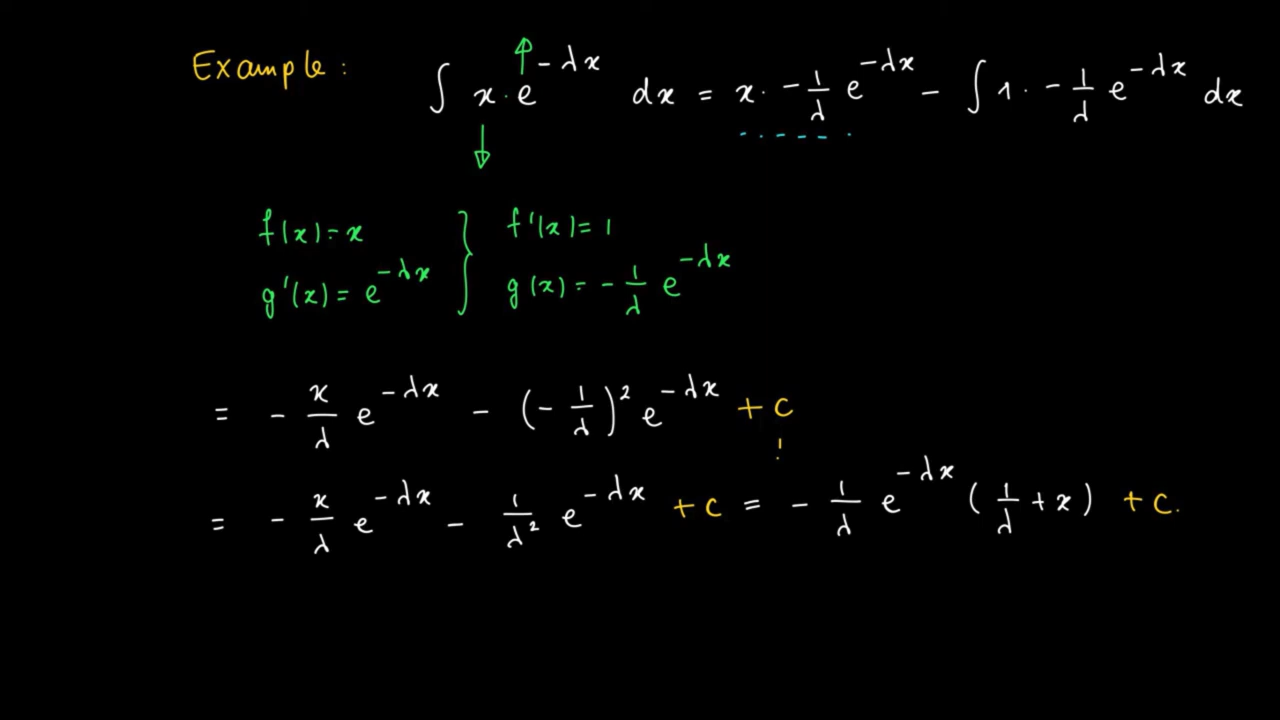 Example: ∫ x · e^{-λx} dx = x · -1/λ e^{-λx} - ∫ 1 · -1/λ e^{-λx} dx
f(x) = x } f'(x) = 1
g'(x) = e^{-λx} } g(x) = -1/λ e^{-λx}
= -x/λ e^{-λx} - (-1/λ)^2 e^{-λx} + c
!
= -x/λ e^{-λx} - 1/λ^2 e^{-λx} + c = -1/λ e^{-λx} (1/λ + x) + c.